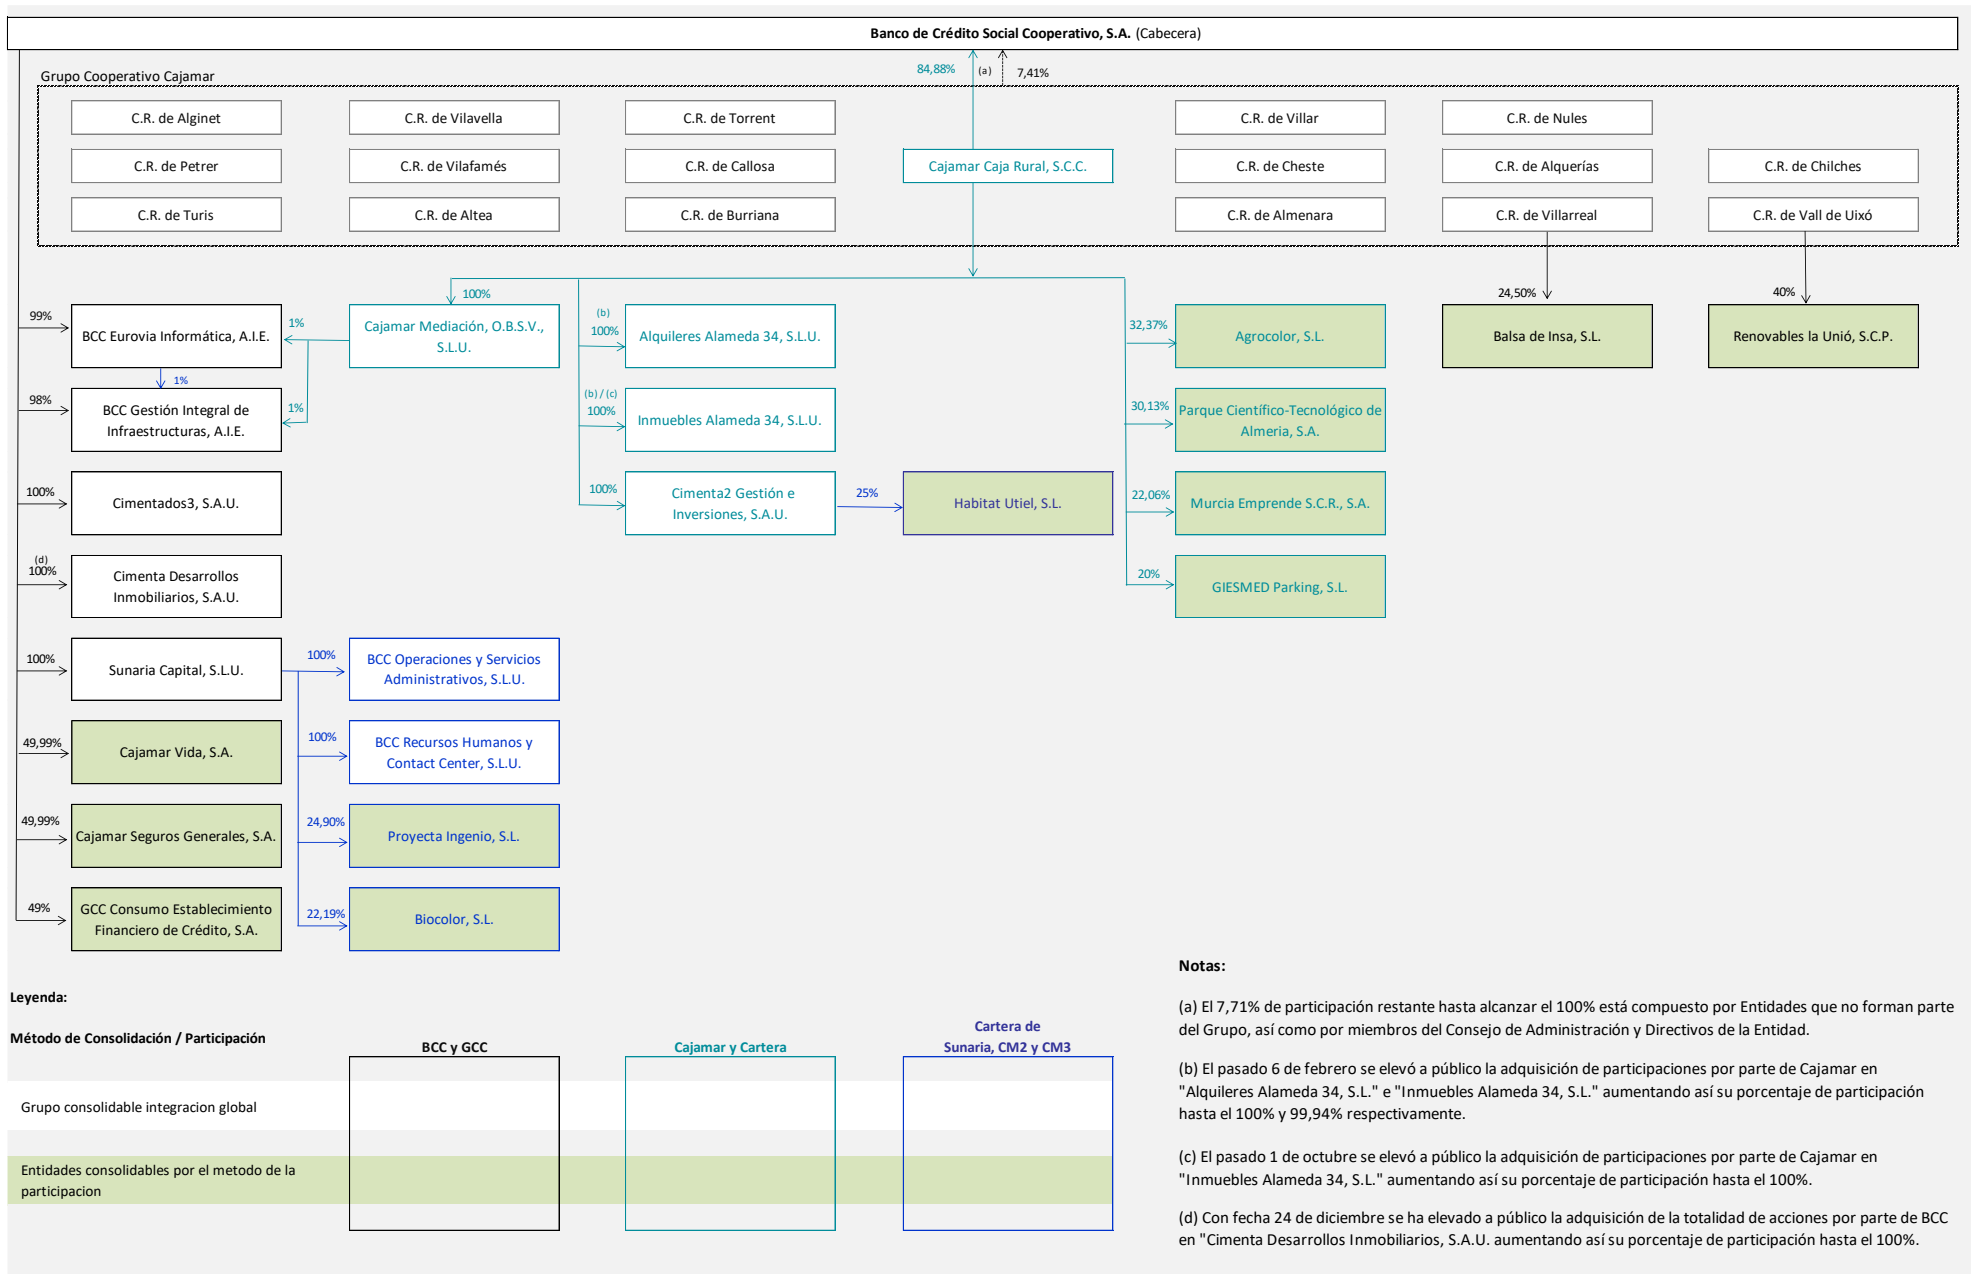 Banco de Crédito Social Cooperativo, S.A. (Cabecera)
Grupo Cooperativo Cajamar
84,88%
(a)
7,41%
C.R. de Alginet
C.R. de Vilavella
C.R. de Torrent
C.R. de Villar
C.R. de Nules
C.R. de Petrer
C.R. de Vilafamés
C.R. de Callosa
Cajamar Caja Rural, S.C.C.
C.R. de Cheste
C.R. de Alquerías
C.R. de Chilches
C.R. de Turis
C.R. de Altea
C.R. de Burriana
C.R. de Almenara
C.R. de Villarreal
C.R. de Vall de Uixó
99%
BCC Eurovia Informática, A.I.E.
1%
100%
Cajamar Mediación, O.B.S.V.,
S.L.U.
(b)
100%
Alquileres Alameda 34, S.L.U.
32,37%
Agrocolor, S.L.
24,50%
Balsa de Insa, S.L.
40%
Renovables la Unió, S.C.P.
1%
98%
BCC Gestión Integral de
Infraestructuras, A.I.E.
1%
(b) / (c)
100%
Inmuebles Alameda 34, S.L.U.
30,13%
Parque Científico-Tecnológico de
Almeria, S.A.
100%
Cimentados3, S.A.U.
100%
Cimenta2 Gestión e
Inversiones, S.A.U.
25%
Habitat Utiel, S.L.
22,06%
Murcia Emprende S.C.R., S.A.
(d)
100%
Cimenta Desarrollos
Inmobiliarios, S.A.U.
20%
GIESMED Parking, S.L.
100%
Sunaria Capital, S.L.U.
100%
BCC Operaciones y Servicios
Administrativos, S.L.U.
49,99%
Cajamar Vida, S.A.
100%
BCC Recursos Humanos y
Contact Center, S.L.U.
49,99%
Cajamar Seguros Generales, S.A.
24,90%
Proyecta Ingenio, S.L.
49%
GCC Consumo Establecimiento
Financiero de Crédito, S.A.
22,19%
Biocolor, S.L.
Leyenda:
Método de Consolidación / Participación
BCC y GCC
Cajamar y Cartera
Cartera de
Sunaria, CM2 y CM3
Grupo consolidable integracion global
Entidades consolidables por el metodo de la
participacion
Notas:
(a) El 7,71% de participación restante hasta alcanzar el 100% está compuesto por Entidades que no forman parte
del Grupo, así como por miembros del Consejo de Administración y Directivos de la Entidad.
(b) El pasado 6 de febrero se elevó a público la adquisición de participaciones por parte de Cajamar en
"Alquileres Alameda 34, S.L." e "Inmuebles Alameda 34, S.L." aumentando así su porcentaje de participación
hasta el 100% y 99,94% respectivamente.
(c) El pasado 1 de octubre se elevó a público la adquisición de participaciones por parte de Cajamar en
"Inmuebles Alameda 34, S.L." aumentando así su porcentaje de participación hasta el 100%.
(d) Con fecha 24 de diciembre se ha elevado a público la adquisición de la totalidad de acciones por parte de BCC
en "Cimenta Desarrollos Inmobiliarios, S.A.U. aumentando así su porcentaje de participación hasta el 100%.